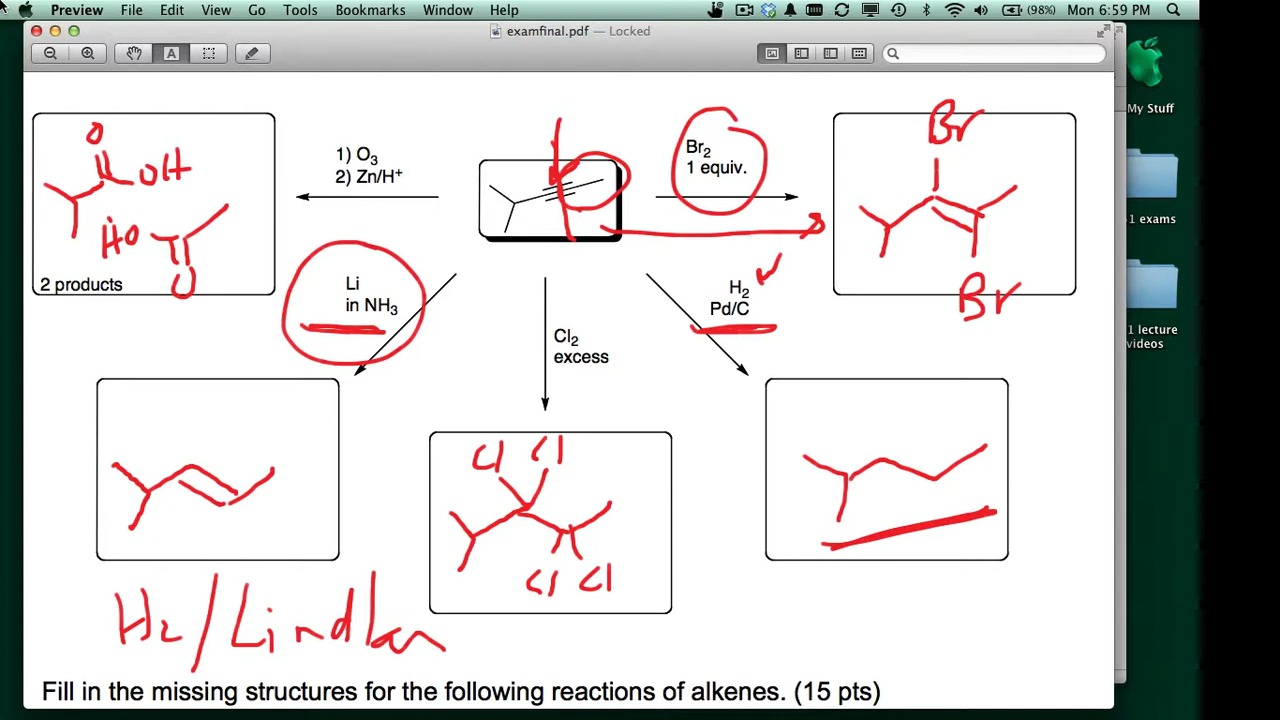 Preview File Edit View Go Tools Bookmarks Window Help (98%) Mon 6:59 PM
examfinal.pdf — Locked
My Stuff
1 exams
1 lecture
videos
O
OH
HO
O
2 products
1) O3
2) Zn/H+
Br2
1 equiv.
Br
Br
Li
in NH3
Cl2
excess
H2
Pd/C
Cl Cl
Cl Cl
H2/Lindlar
Fill in the missing structures for the following reactions of alkenes. (15 pts)